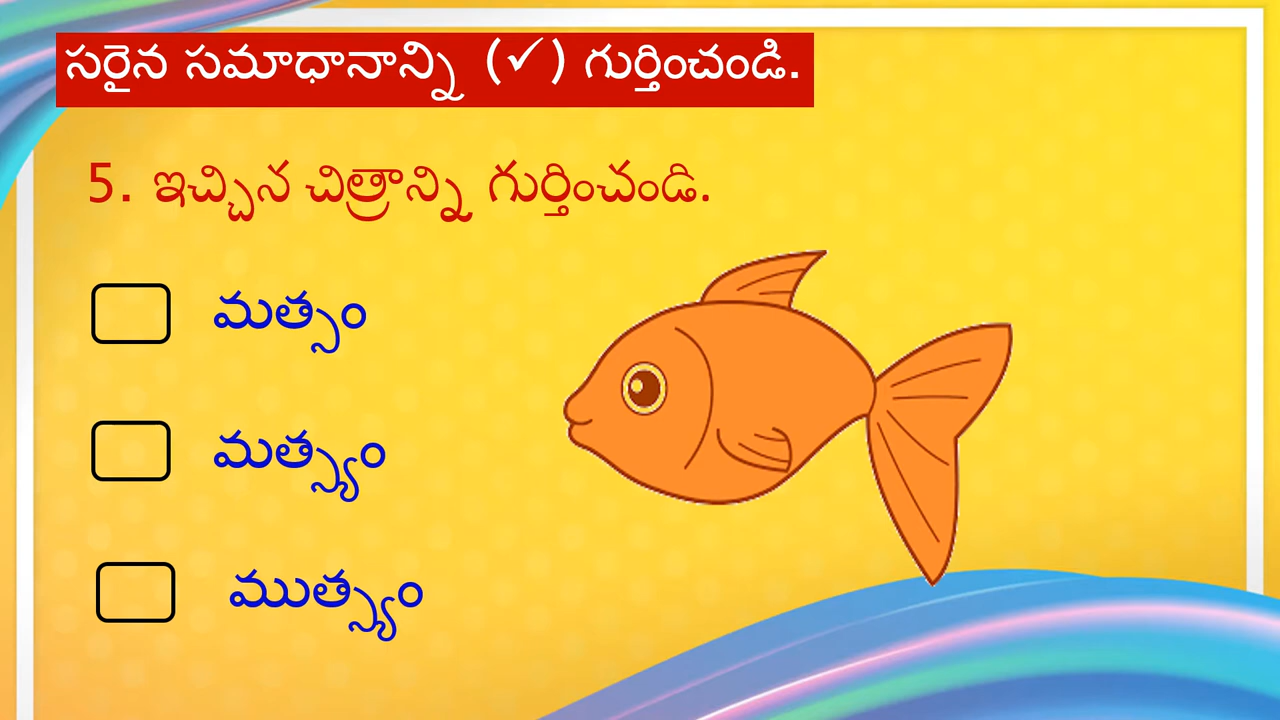 సరైన సమాధానాన్ని (✓) గుర్తించండి.
5. ఇచ్చిన చిత్రాన్ని గుర్తించండి.
మత్సం
మత్స్యం
ముత్స్యం